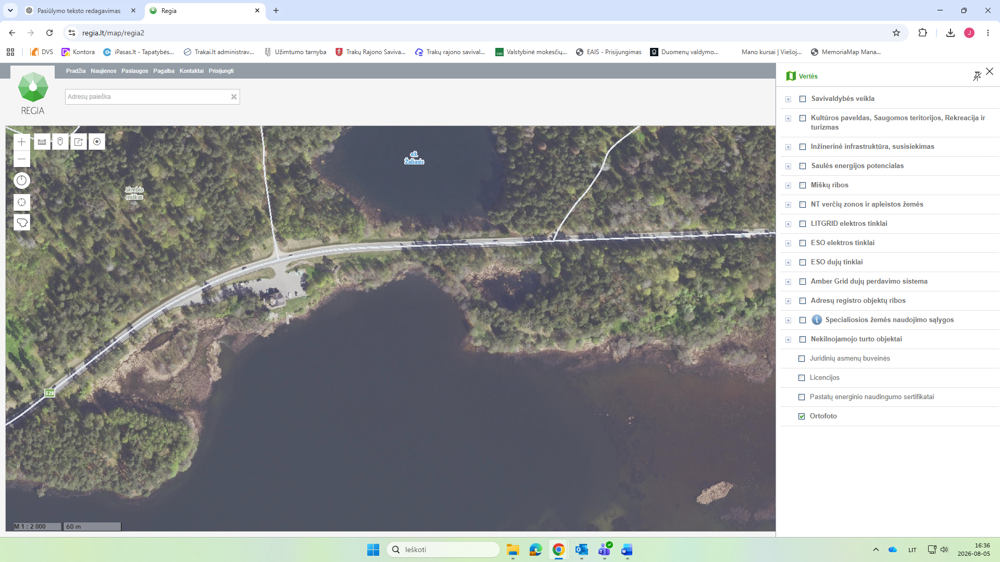 Pasiūlymo teksto redagavimas
Regia
regia.lt/map/regia2
DVS
Kontora
iPasas.lt - Tapatybės...
Trakai.lt administrav...
Užimtumo tarnyba
Trakų Rajono Saviva...
Trakų rajono savival...
VMI
Valstybinė mokesčių...
EAIS - Prisijungimas
Duomenų valdymo...
Mano kursai | Viešoj...
MemoriaMap Mana...
J
Pradžia Naujienos Paslaugos Pagalba Kontaktai Prisijungti
REGIA
Adresų paieška
Vertės
Savivaldybės veikla
Kultūros paveldas, Saugomos teritorijos, Rekreacija ir
turizmas
Inžinerinė infrastruktūra, susisiekimas
Saulės energijos potencialas
Miškų ribos
NT verčių zonos ir apleistos žemės
LITGRID elektros tinklai
ESO elektros tinklai
ESO dujų tinklai
Amber Grid dujų perdavimo sistema
Adresų registro objektų ribos
Specialiosios žemės naudojimo sąlygos
Nekilnojamojo turto objektai
Juridinių asmenų buveinės
Licencijos
Pastatų energinio naudingumo sertifikatai
Ortofoto
ež.
Žaliasis
Skrebio
miškas
2
E28
M 1 : 2 000
60 m
Ieškoti
LIT
16:36
2026-08-05